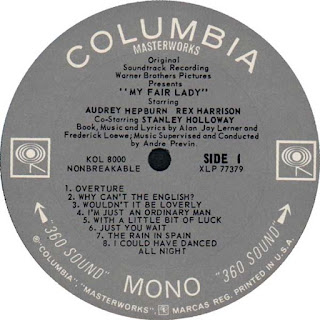 COLUMBIA
MASTERWORKS
Original
Soundtrack Recording
Warner Brothers Pictures
Presents
"MY FAIR LADY"
Starring
AUDREY HEPBURN REX HARRISON
Co-Starring STANLEY HOLLOWAY
Book, Music and Lyrics by Alan Jay Lerner and
Frederick Loewe; Music Supervised and Conducted
by Andre Previn
KOL 8000
NONBREAKABLE
SIDE 1
XLP 77379
1. OVERTURE
2. WHY CAN'T THE ENGLISH?
3. WOULDN'T IT BE LOVERLY
4. I'M JUST AN ORDINARY MAN
5. WITH A LITTLE BIT OF LUCK
6. JUST YOU WAIT
7. THE RAIN IN SPAIN
8. I COULD HAVE DANCED
ALL NIGHT
"360 SOUND" MONO "360 SOUND"
® "COLUMBIA", "MASTERWORKS", MARCAS REG. PRINTED IN U.S.A.